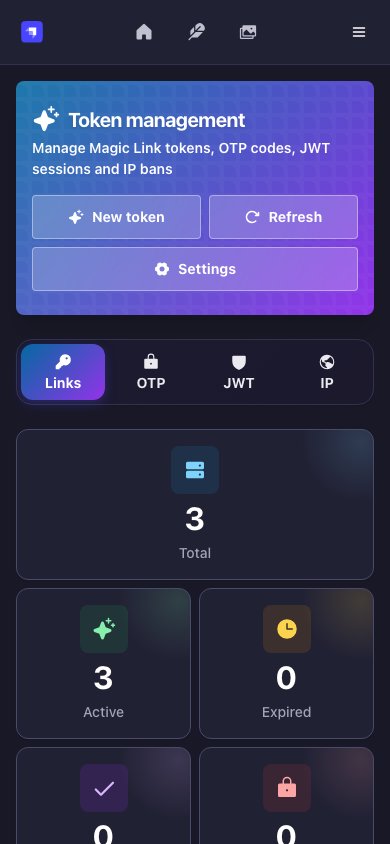 Token management
Manage Magic Link tokens, OTP codes, JWT
sessions and IP bans
New token
Refresh
Settings
Links
OTP
JWT
IP
3
Total
3
Active
0
Expired
0
0